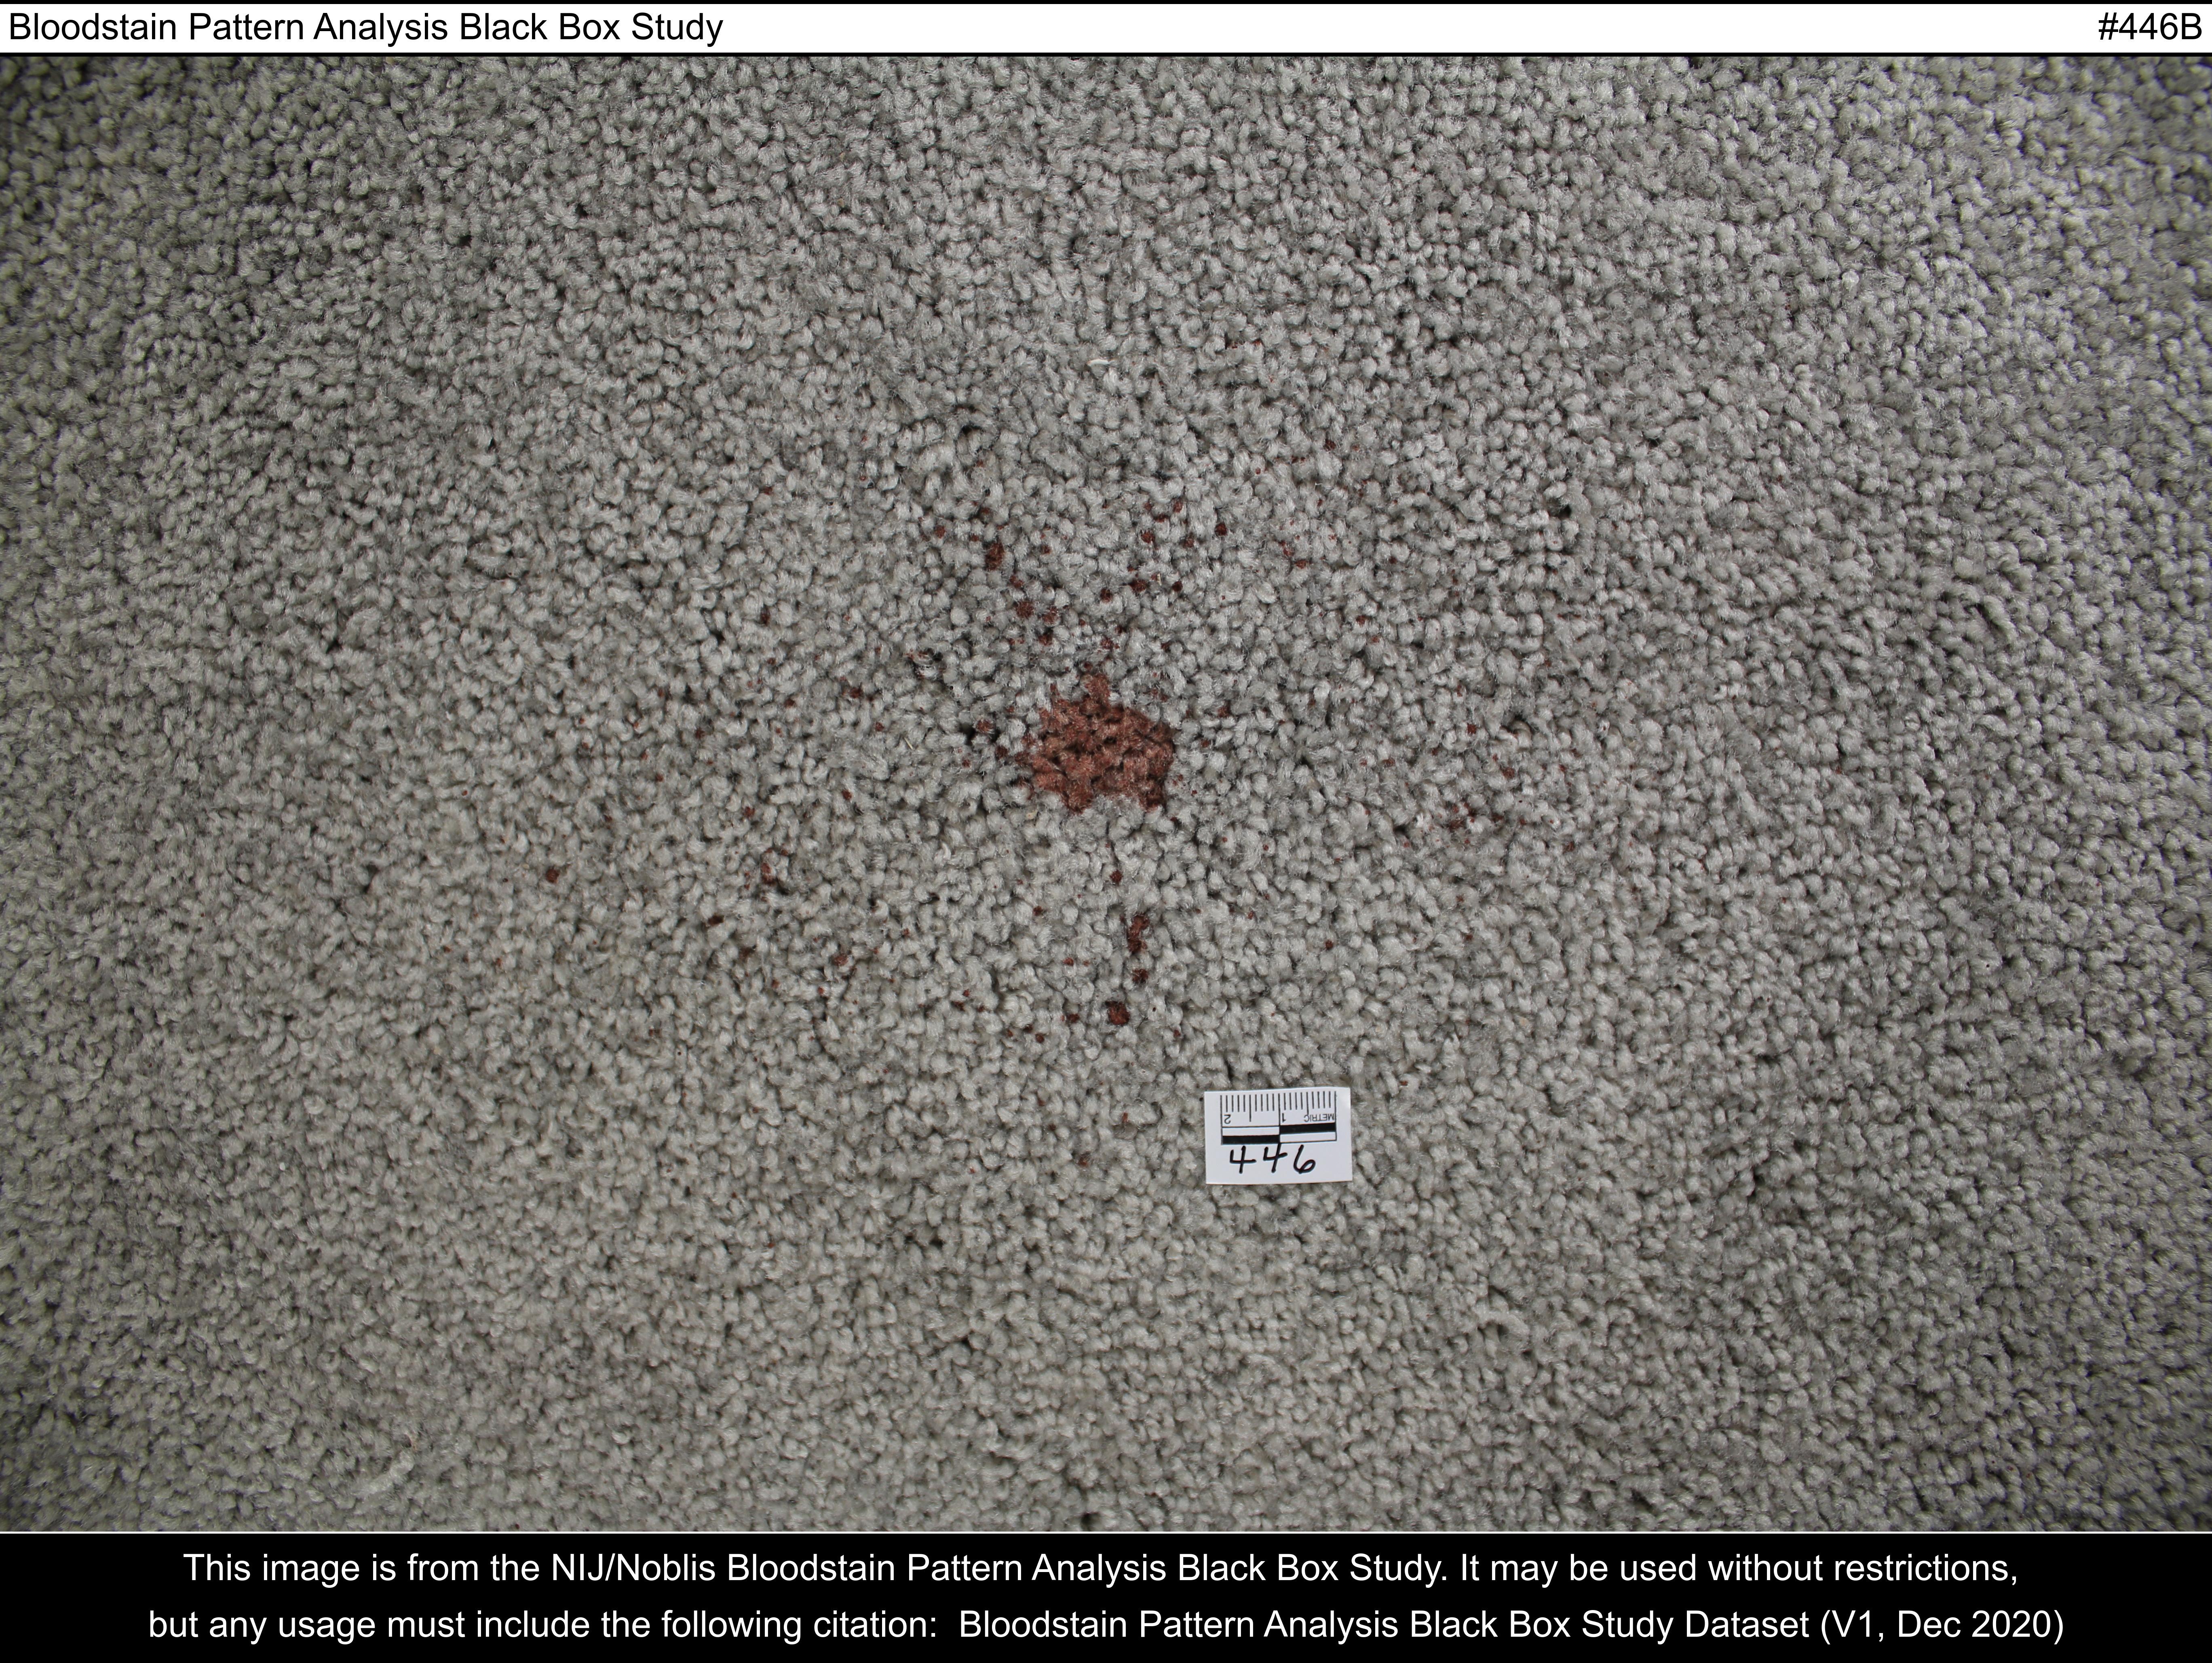 Bloodstain Pattern Analysis Black Box Study #446B
2 1 METRIC
446
This image is from the NIJ/Noblis Bloodstain Pattern Analysis Black Box Study. It may be used without restrictions,
but any usage must include the following citation: Bloodstain Pattern Analysis Black Box Study Dataset (V1, Dec 2020)